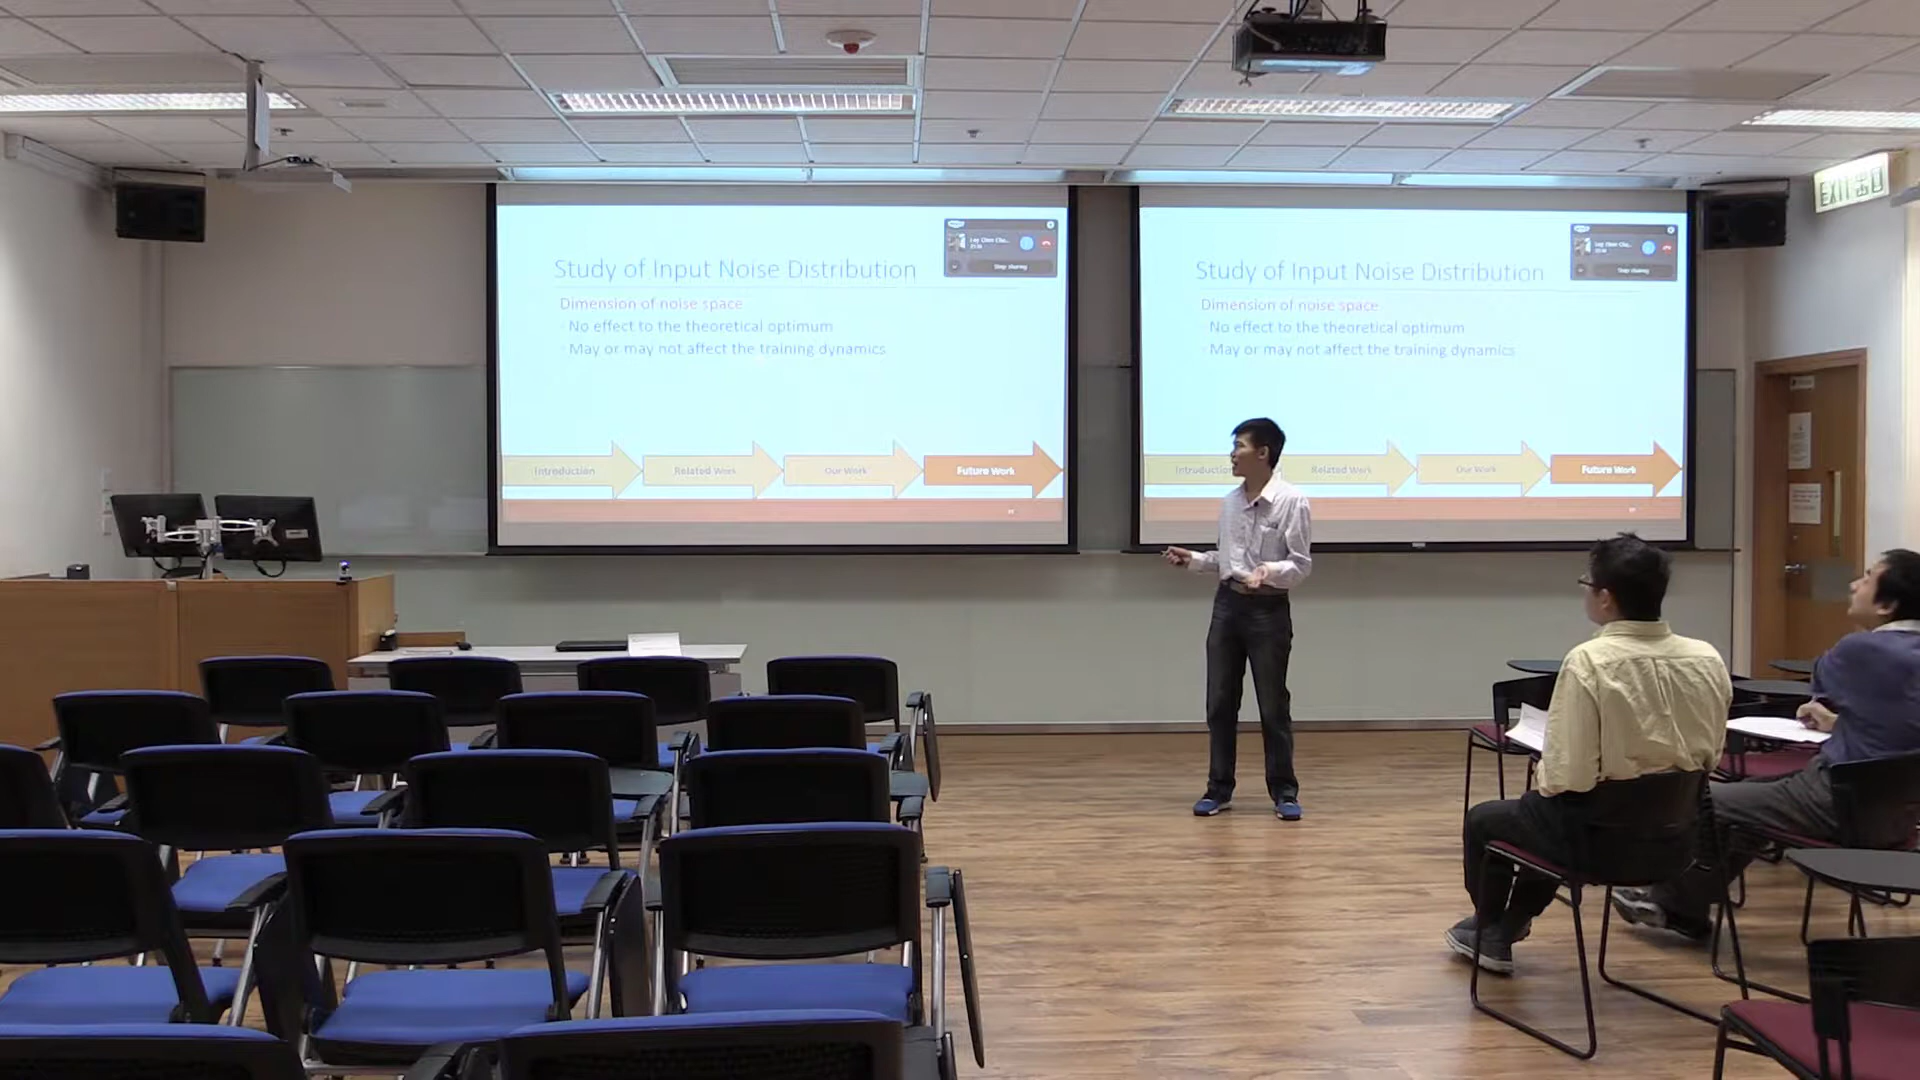 Study of Input Noise Distribution
Dimension of noise space
No effect to the theoretical optimum
May or may not affect the training dynamics
Stop sharing
Introduction
Related Work
Our Work
Future Work
Study of Input Noise Distribution
Dimension of noise space
No effect to the theoretical optimum
May or may not affect the training dynamics
Stop sharing
Introduction
Related Work
Our Work
Future Work
EXIT 出口